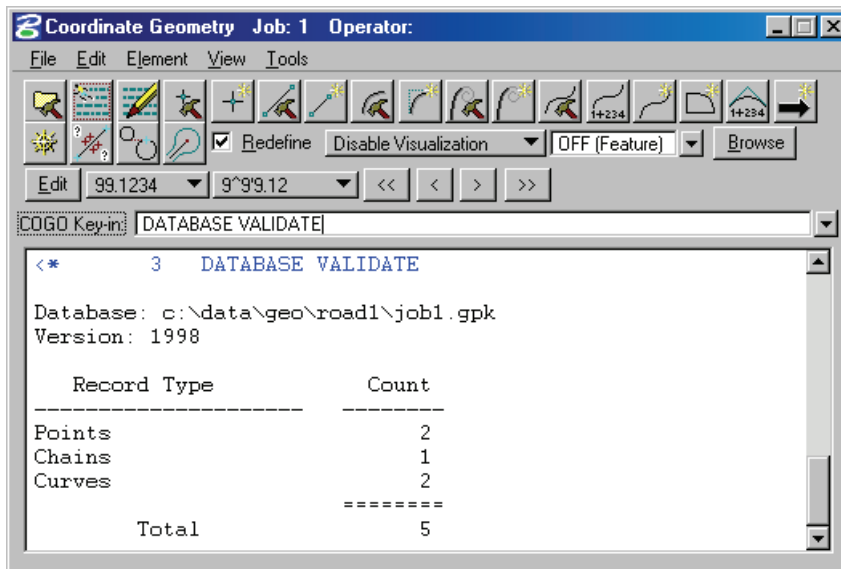 Coordinate Geometry Job: 1 Operator:
File Edit Element View Tools
1+234 1+234
Redefine Disable Visualization OFF (Feature) Browse
Edit 99.1234 9^9'9.12 << < > >>
COGO Key-in: DATABASE VALIDATE
<* 3 DATABASE VALIDATE
Database: c:\data\geo\road1\job1.gpk
Version: 1998
Record Type Count
---------------------- --------
Points 2
Chains 1
Curves 2
========
Total 5